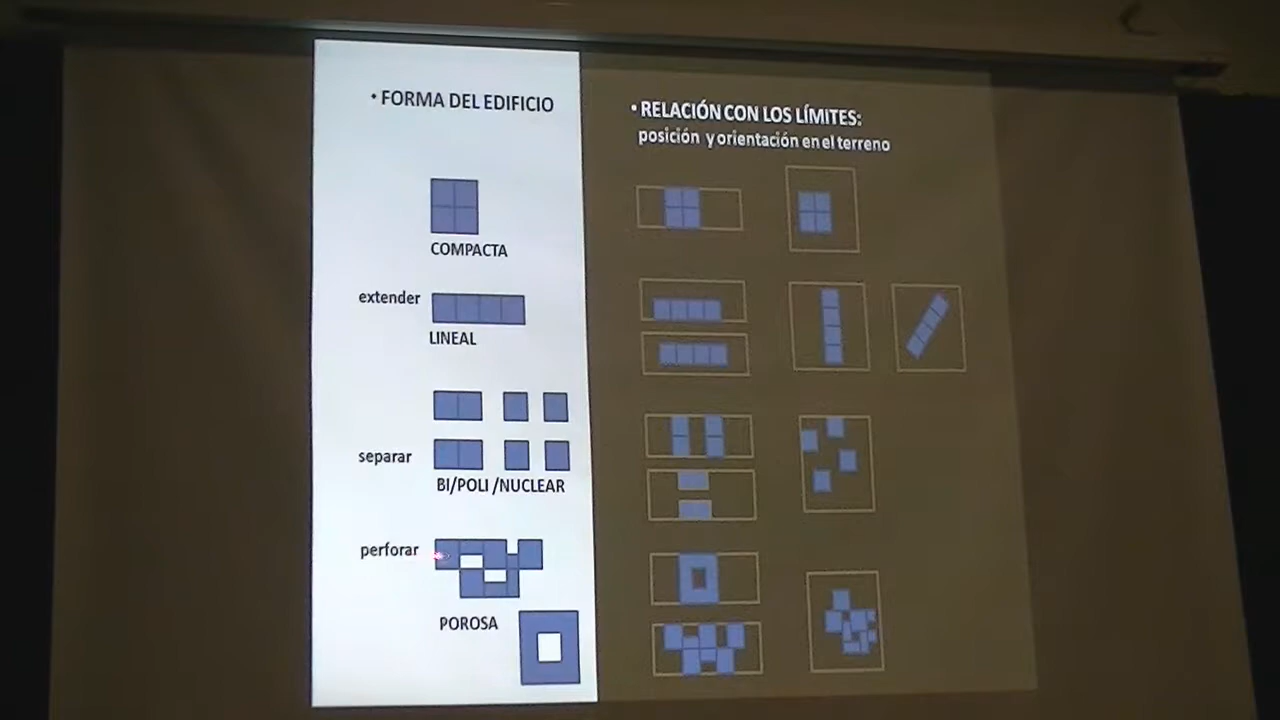 • FORMA DEL EDIFICIO
COMPACTA
extender
LINEAL
separar
BI/POLI /NUCLEAR
perforar
POROSA
• RELACIÓN CON LOS LÍMITES:
posición y orientación en el terreno